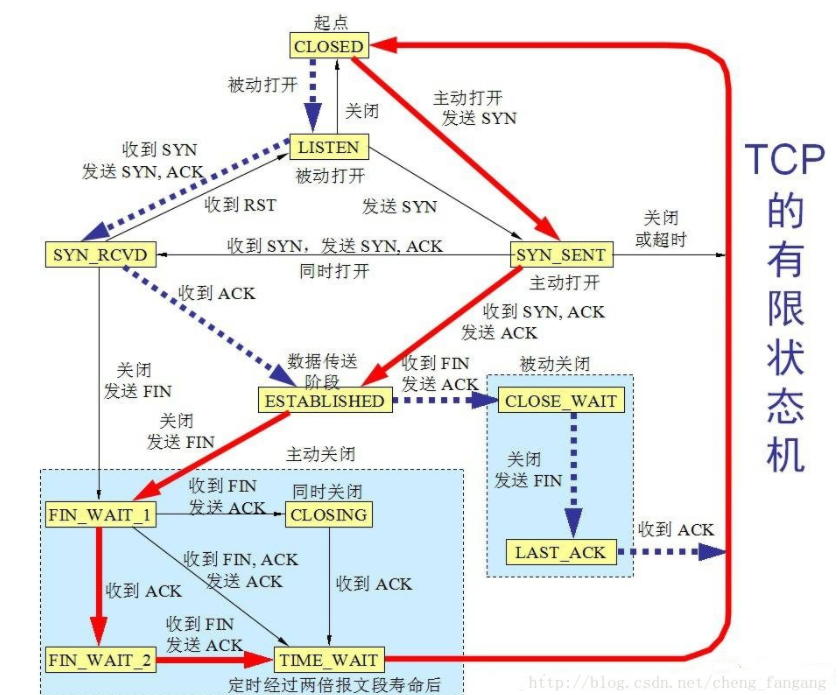 起点
CLOSED
被动打开
关闭
主动打开
发送 SYN
LISTEN
被动打开
收到 SYN
发送 SYN, ACK
收到 RST
发送 SYN
关闭
或超时
SYN_RCVD
收到 SYN，发送 SYN, ACK
同时打开
SYN_SENT
主动打开
收到 ACK
收到 SYN, ACK
发送 ACK
关闭
发送 FIN
数据传送
阶段
ESTABLISHED
收到 FIN
发送 ACK
被动关闭
CLOSE_WAIT
关闭
发送 FIN
关闭
发送 FIN
LAST_ACK
收到 ACK
主动关闭
FIN_WAIT_1
收到 FIN
发送 ACK
同时关闭
CLOSING
收到 ACK
收到 FIN, ACK
发送 ACK
收到 ACK
FIN_WAIT_2
收到 FIN
发送 ACK
TIME_WAIT
定时经过两倍报文段寿命后
TCP
的
有
限
状
态
机
http://blog.csdn.net/cheng_fangang